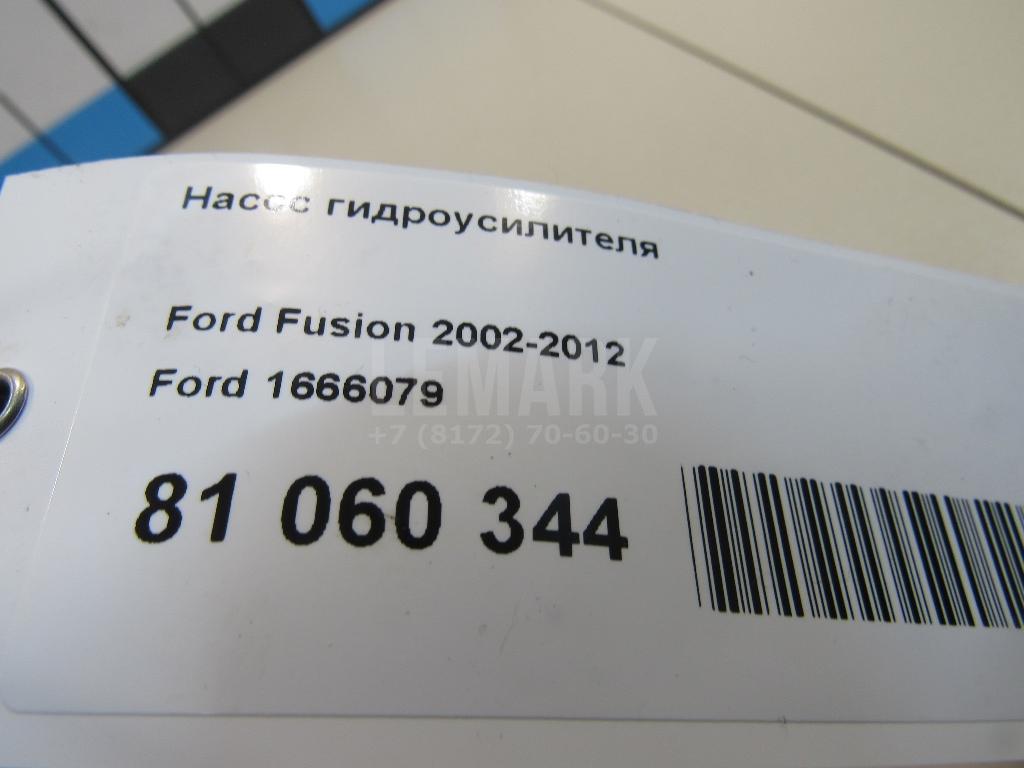 Насос гидроусилителя
Ford Fusion 2002-2012
Ford 1666079
LEMARK
+7 (8172) 70-60-30
81 060 344